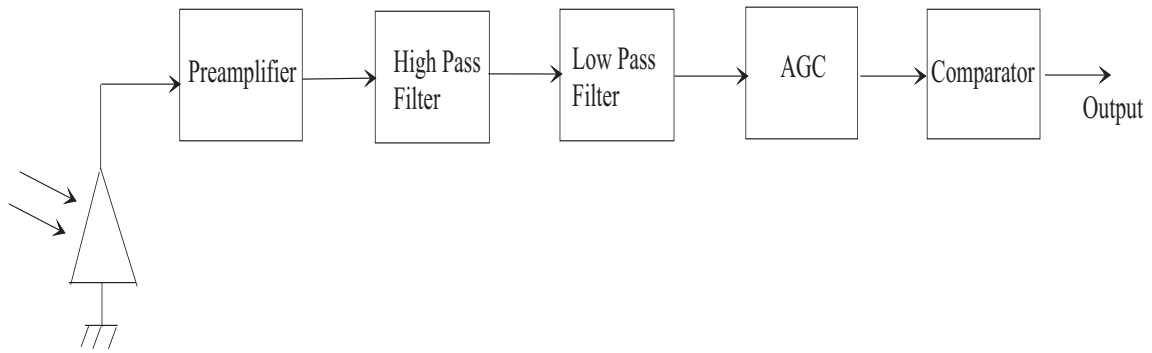 Preamplifier
High Pass
Filter
Low Pass
Filter
AGC
Comparator
Output